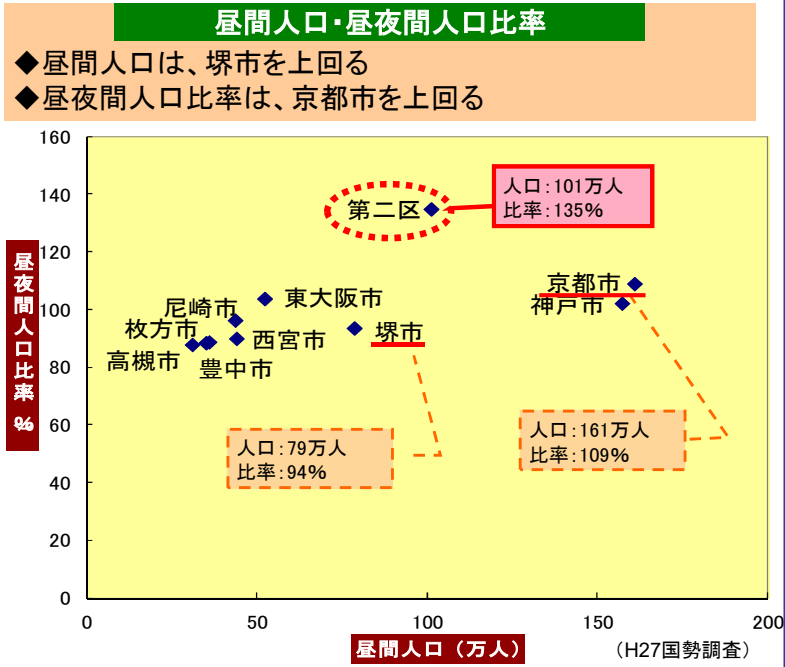 昼間人口・昼夜間人口比率
◆昼間人口は、堺市を上回る
◆昼夜間人口比率は、京都市を上回る
昼夜間人口比率 %
160
140
120
100
80
60
40
20
0
第二区
人口:101万人
比率:135%
京都市
神戸市
東大阪市
尼崎市
枚方市
西宮市
堺市
高槻市
豊中市
人口:79万人
比率:94%
人口:161万人
比率:109%
0
50
100
150
200
昼間人口(万人)
(H27国勢調査)